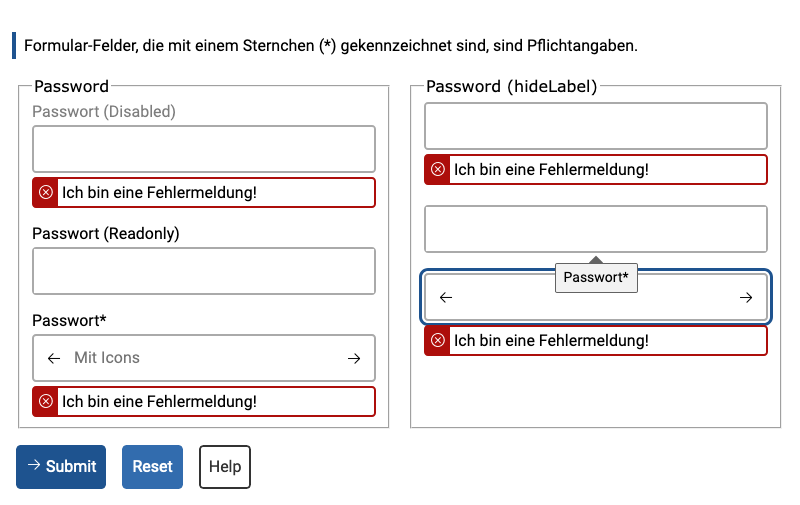 Formular-Felder, die mit einem Sternchen (*) gekennzeichnet sind, sind Pflichtangaben.
Password
Passwort (Disabled)
Ich bin eine Fehlermeldung!
Passwort (Readonly)
Passwort*
Mit Icons
Ich bin eine Fehlermeldung!
Password (hideLabel)
Ich bin eine Fehlermeldung!
Passwort*
Ich bin eine Fehlermeldung!
Submit
Reset
Help